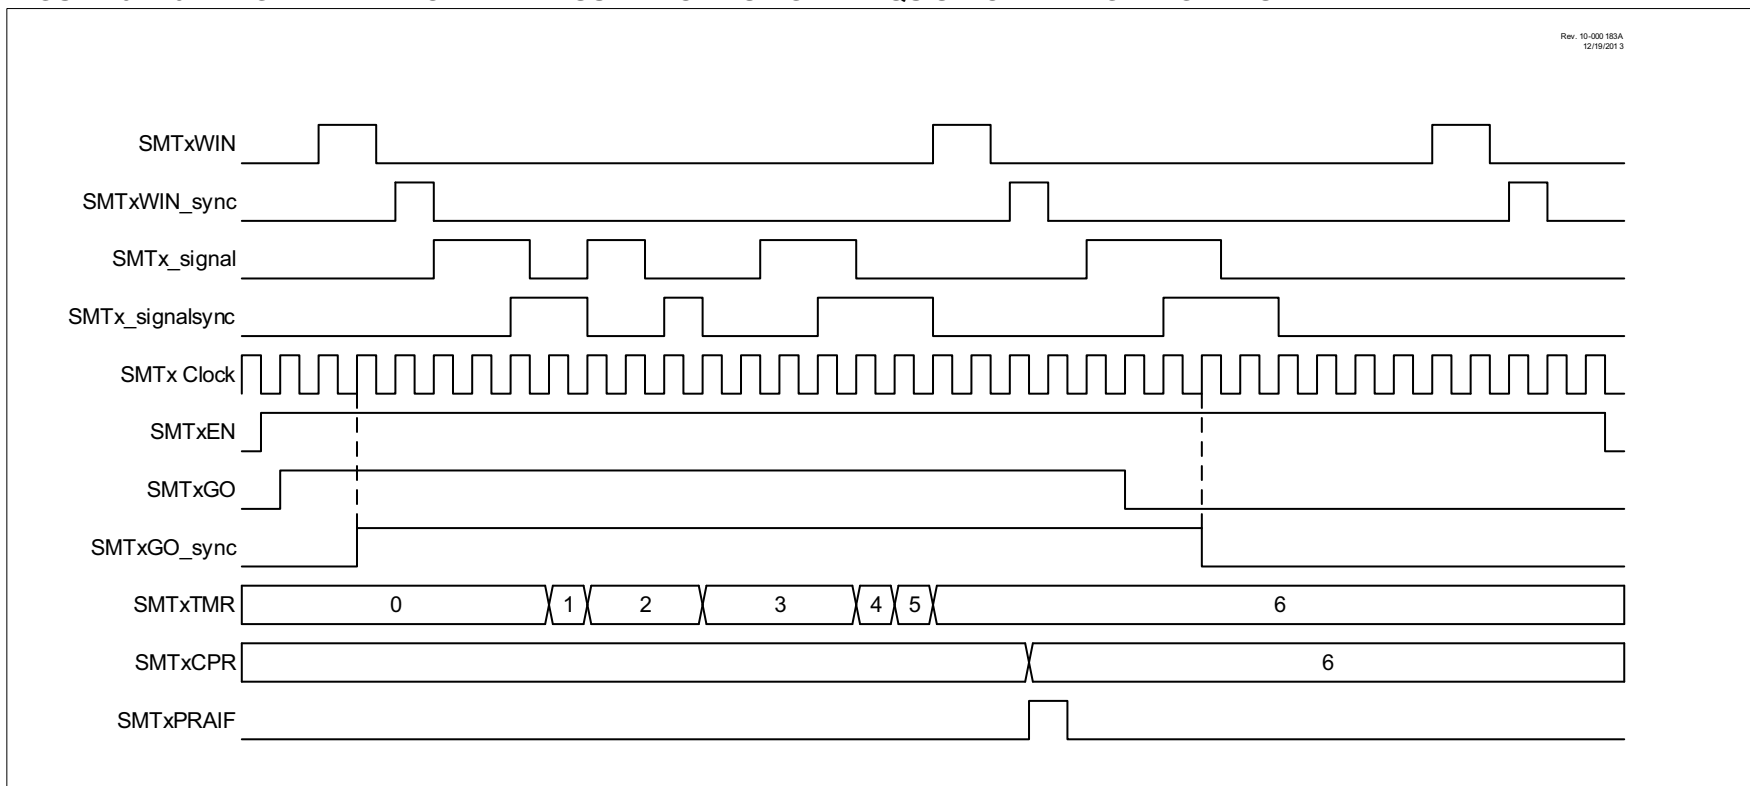 Rev. 10-000 183A
12/19/201 3
SMTxWIN
SMTxWIN_sync
SMTx_signal
SMTx_signalsync
SMTx Clock
SMTxEN
SMTxGO
SMTxGO_sync
SMTxTMR 0 1 2 3 4 5 6
SMTxCPR 6
SMTxPRAIF